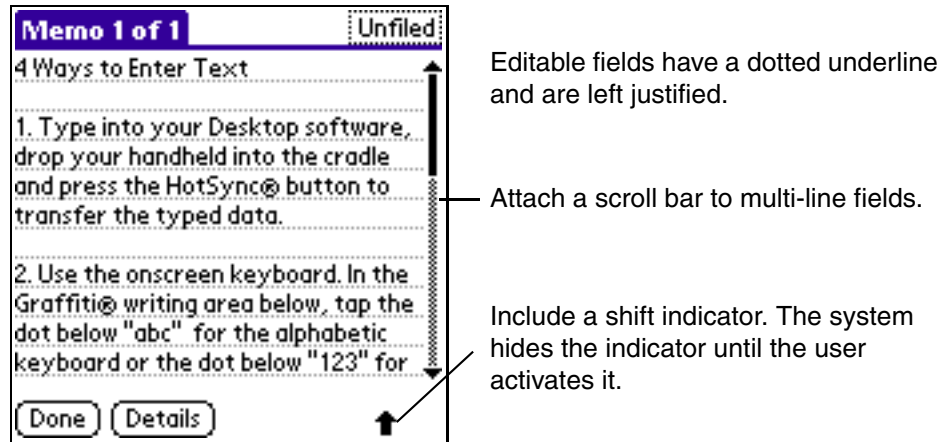 Memo 1 of 1
Unfiled
4 Ways to Enter Text
1. Type into your Desktop software,
drop your handheld into the cradle
and press the HotSync® button to
transfer the typed data.
2. Use the onscreen keyboard. In the
Graffiti® writing area below, tap the
dot below "abc" for the alphabetic
keyboard or the dot below "123" for
Done
Details
Editable fields have a dotted underline
and are left justified.
Attach a scroll bar to multi-line fields.
Include a shift indicator. The system
hides the indicator until the user
activates it.